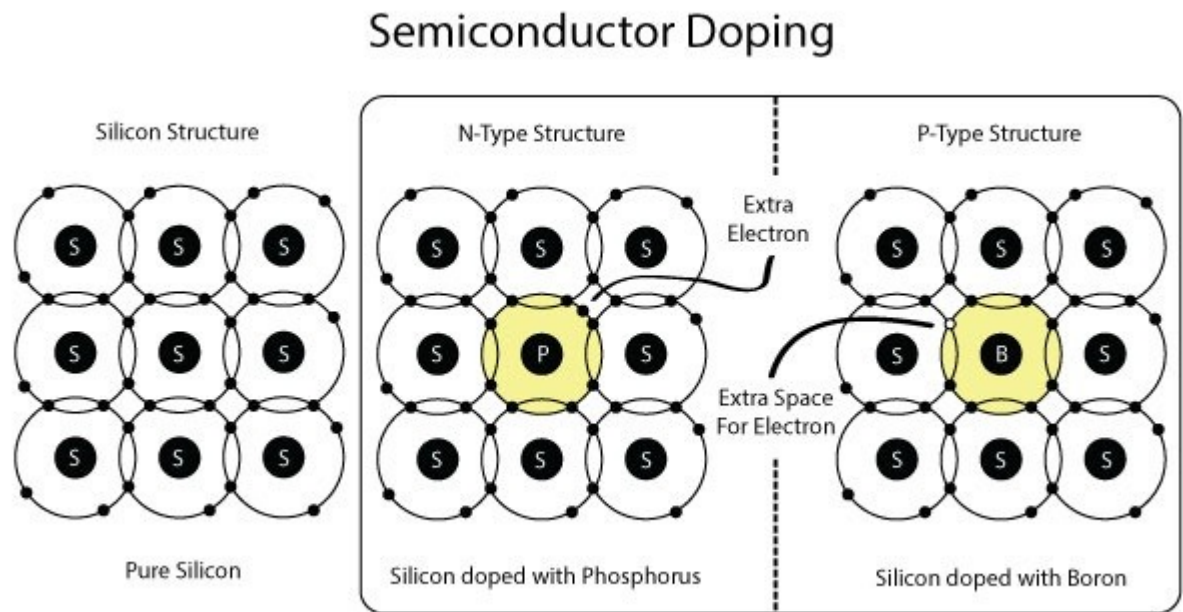 Semiconductor Doping
Silicon Structure
S S S
S S S
S S S
Pure Silicon
N-Type Structure
S S S
S P S
S S S
Silicon doped with Phosphorus
Extra
Electron
Extra Space
For Electron
P-Type Structure
S S S
S B S
S S S
Silicon doped with Boron